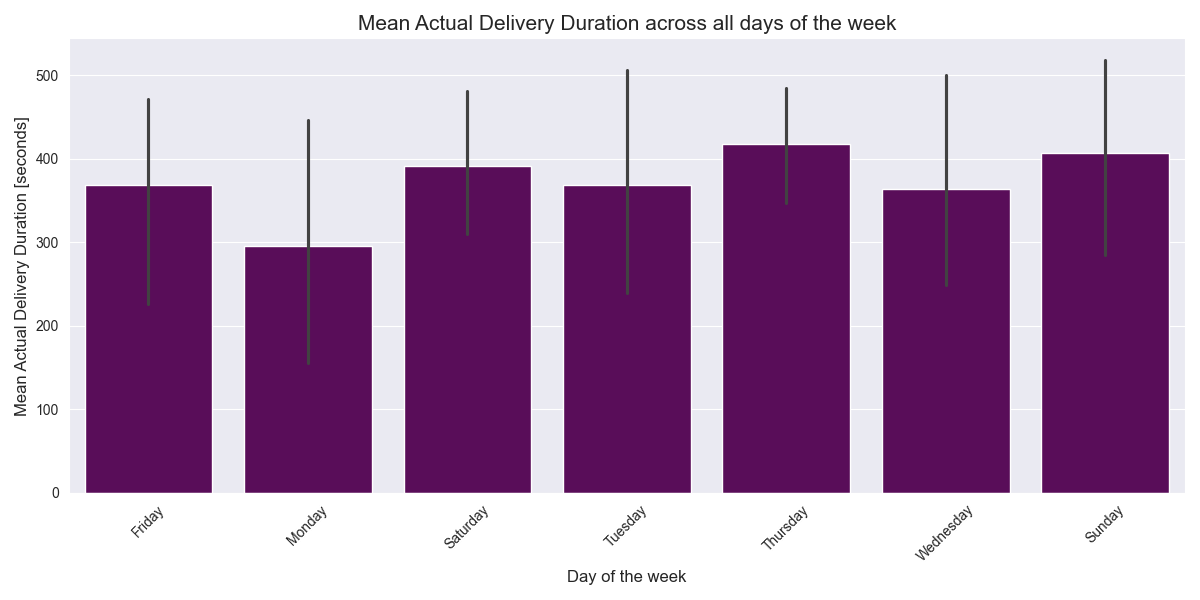 Mean Actual Delivery Duration across all days of the week
Mean Actual Delivery Duration [seconds]
500
400
300
200
100
0
Friday
Monday
Saturday
Tuesday
Thursday
Wednesday
Sunday
Day of the week